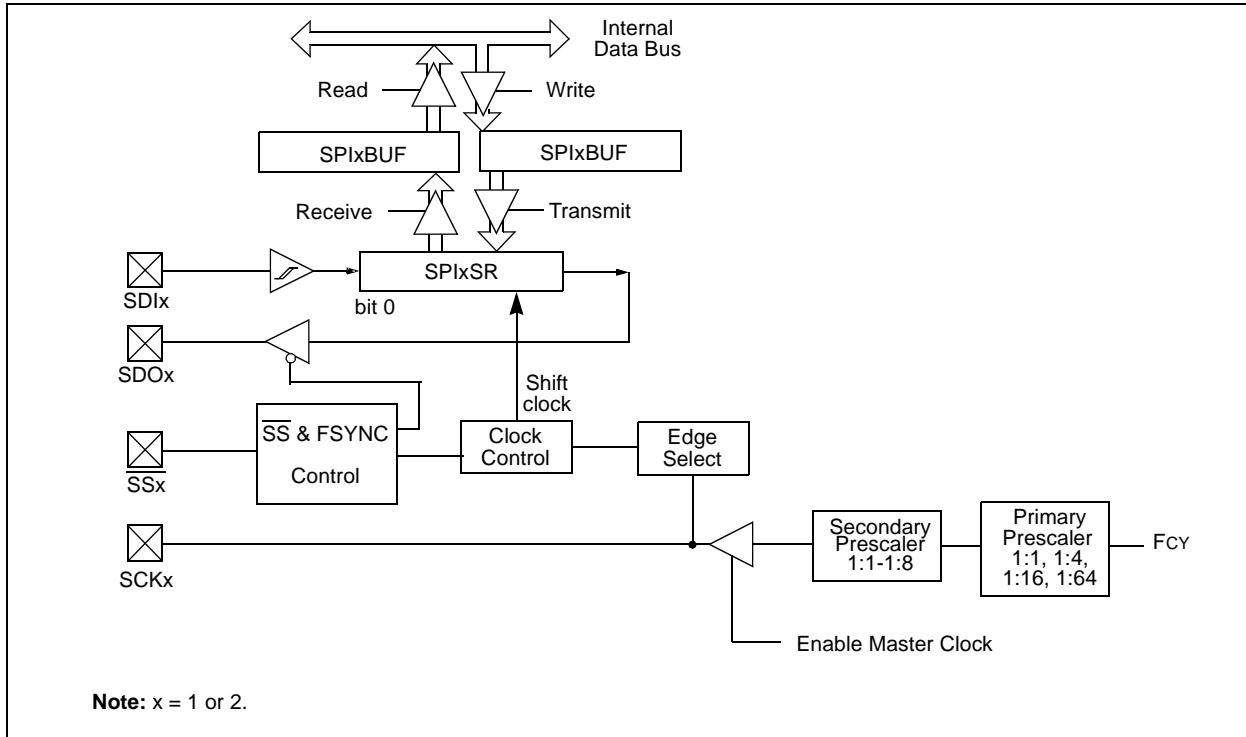 Internal
Data Bus
Read
Write
SPIxBUF
SPIxBUF
Receive
Transmit
SDIx
SPIxSR
bit 0
SDOx
Shift
clock
SS & FSYNC
Control
Clock
Control
Edge
Select
SSx
SCKx
Secondary
Prescaler
1:1-1:8
Primary
Prescaler
1:1, 1:4,
1:16, 1:64
FCY
Enable Master Clock
Note: x = 1 or 2.